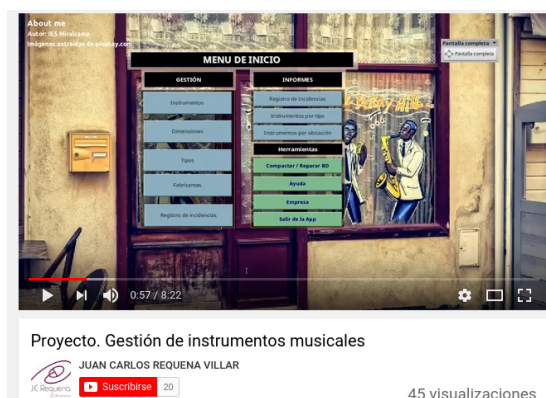 About me
Autor: IES Miralcamp.
Imágenes extraídas de pixabay.com
Pantalla completa
Pantalla completa
MENU DE INICIO
GESTIÓN
Instrumentos
Dimensiones
Tipos
Fabricantes
Registro de incidencias
INFORMES
Registro de incidencias
Instrumentos por tipo
Instrumentos por ubicación
Herramientas
Compactar / Reparar BD
Ayuda
Empresa
Salir de la App
0:57 / 8:22
Proyecto. Gestión de instrumentos musicales
JUAN CARLOS REQUENA VILLAR
JC Requena
Suscribirse 20
45 visualizaciones